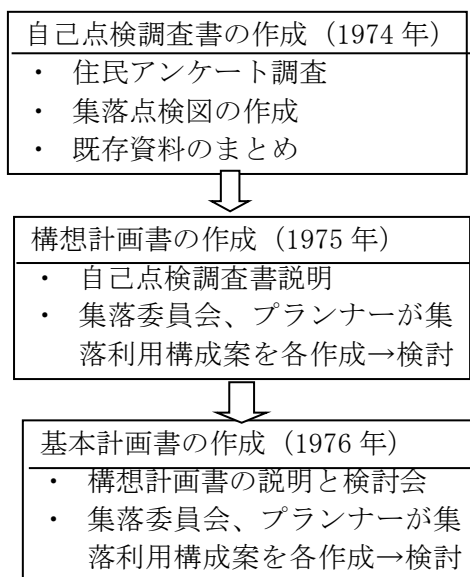 自己点検調査書の作成（1974 年）
・ 住民アンケート調査
・ 集落点検図の作成
・ 既存資料のまとめ
構想計画書の作成（1975 年）
・ 自己点検調査書説明
・ 集落委員会、プランナーが集
落利用構成案を各作成→検討
基本計画書の作成（1976 年）
・ 構想計画書の説明と検討会
・ 集落委員会、プランナーが集
落利用構成案を各作成→検討